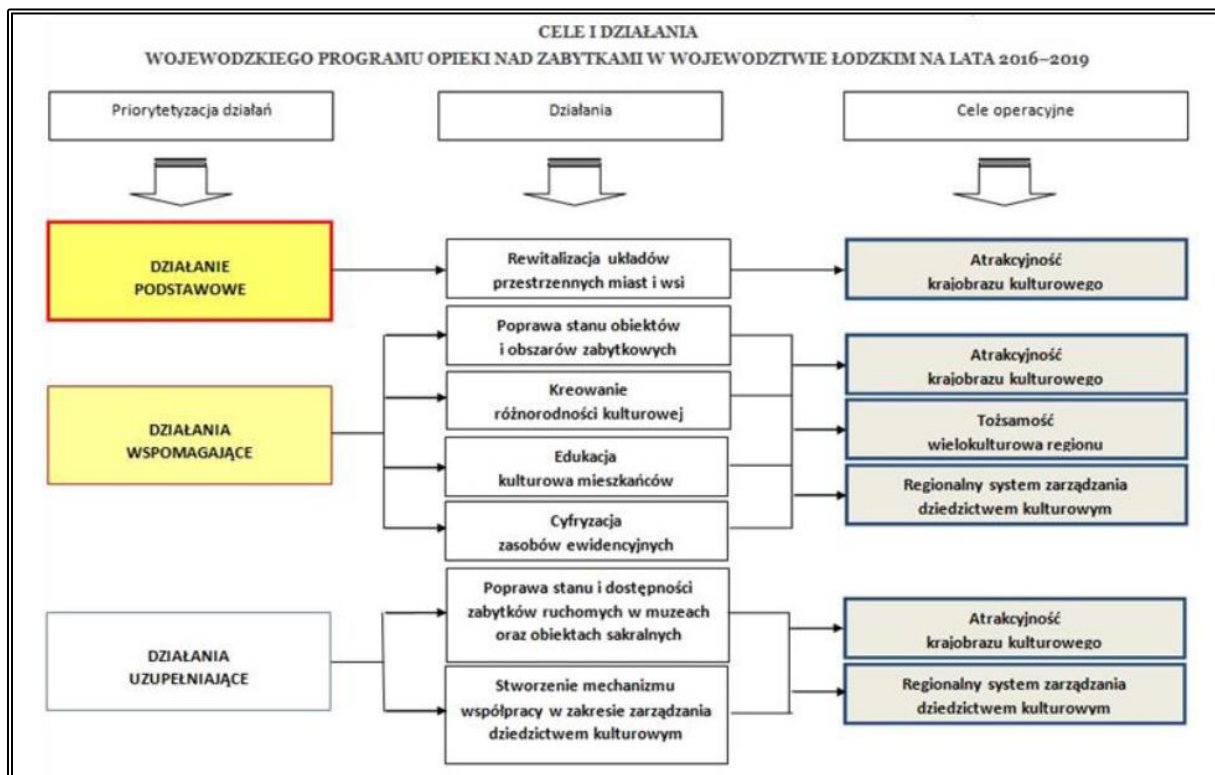 CELE I DZIAŁANIA
WOJEWODZKIEGO PROGRAMU OPIEKI NAD ZABYTKAMI W WOJEWODZTWIE ŁODZKIM NA LATA 2016–2019
Priorytetyzacja działań
Działania
Cele operacyjne
DZIAŁANIE
PODSTAWOWE
Rewitalizacja układów
przestrzennych miast i wsi
Atrakcyjność
krajobrazu kulturowego
DZIAŁANIA
WSPOMAGAJĄCE
Poprawa stanu obiektów
i obszarów zabytkowych
Kreowanie
różnorodności kulturowej
Edukacja
kulturowa mieszkańców
Cyfryzacja
zasobów ewidencyjnych
Atrakcyjność
krajobrazu kulturowego
Tożsamość
wielokulturowa regionu
Regionalny system zarządzania
dziedzictwem kulturowym
DZIAŁANIA
UZUPEŁNIAJĄCE
Poprawa stanu i dostępności
zabytków ruchomych w muzeach
oraz obiektach sakralnych
Stworzenie mechanizmu
współpracy w zakresie zarządzania
dziedzictwem kulturowym
Atrakcyjność
krajobrazu kulturowego
Regionalny system zarządzania
dziedzictwem kulturowym